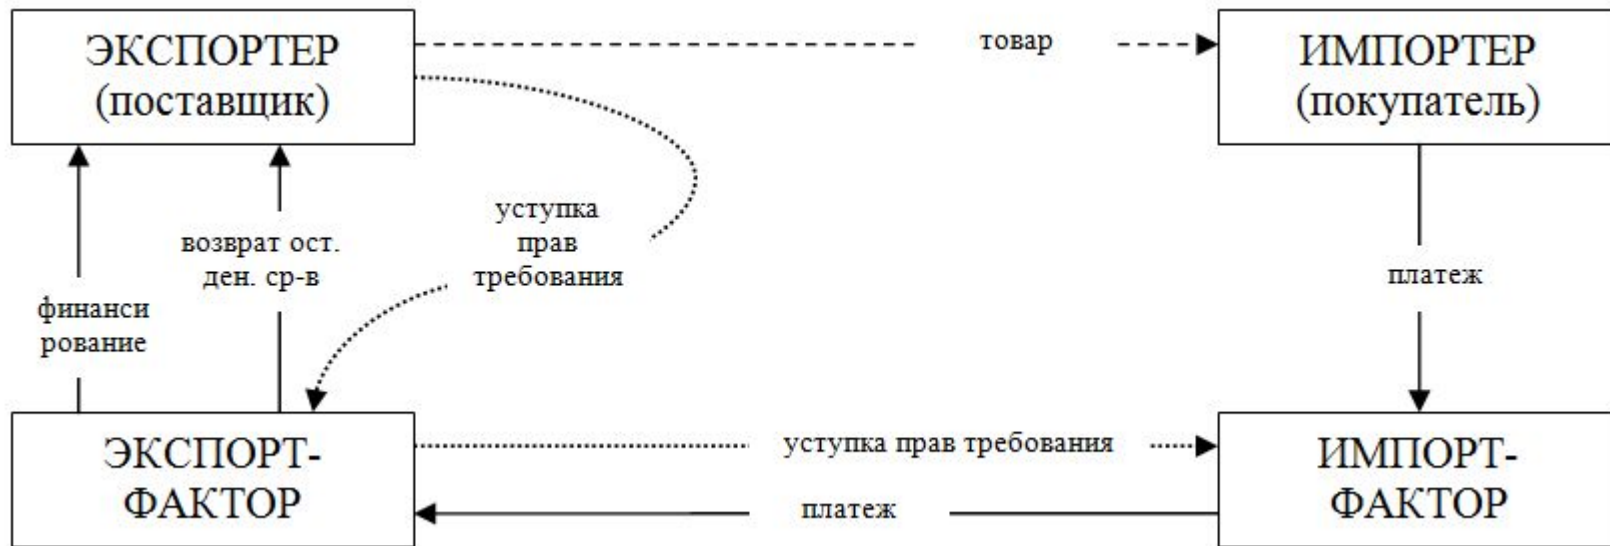 ЭКСПОРТЕР
(поставщик)
товар
ИМПОРТЕР
(покупатель)
уступка
прав
требования
возврат ост.
ден. ср-в
финанси
рование
платеж
ЭКСПОРТ-
ФАКТОР
уступка прав требования
платеж
ИМПОРТ-
ФАКТОР